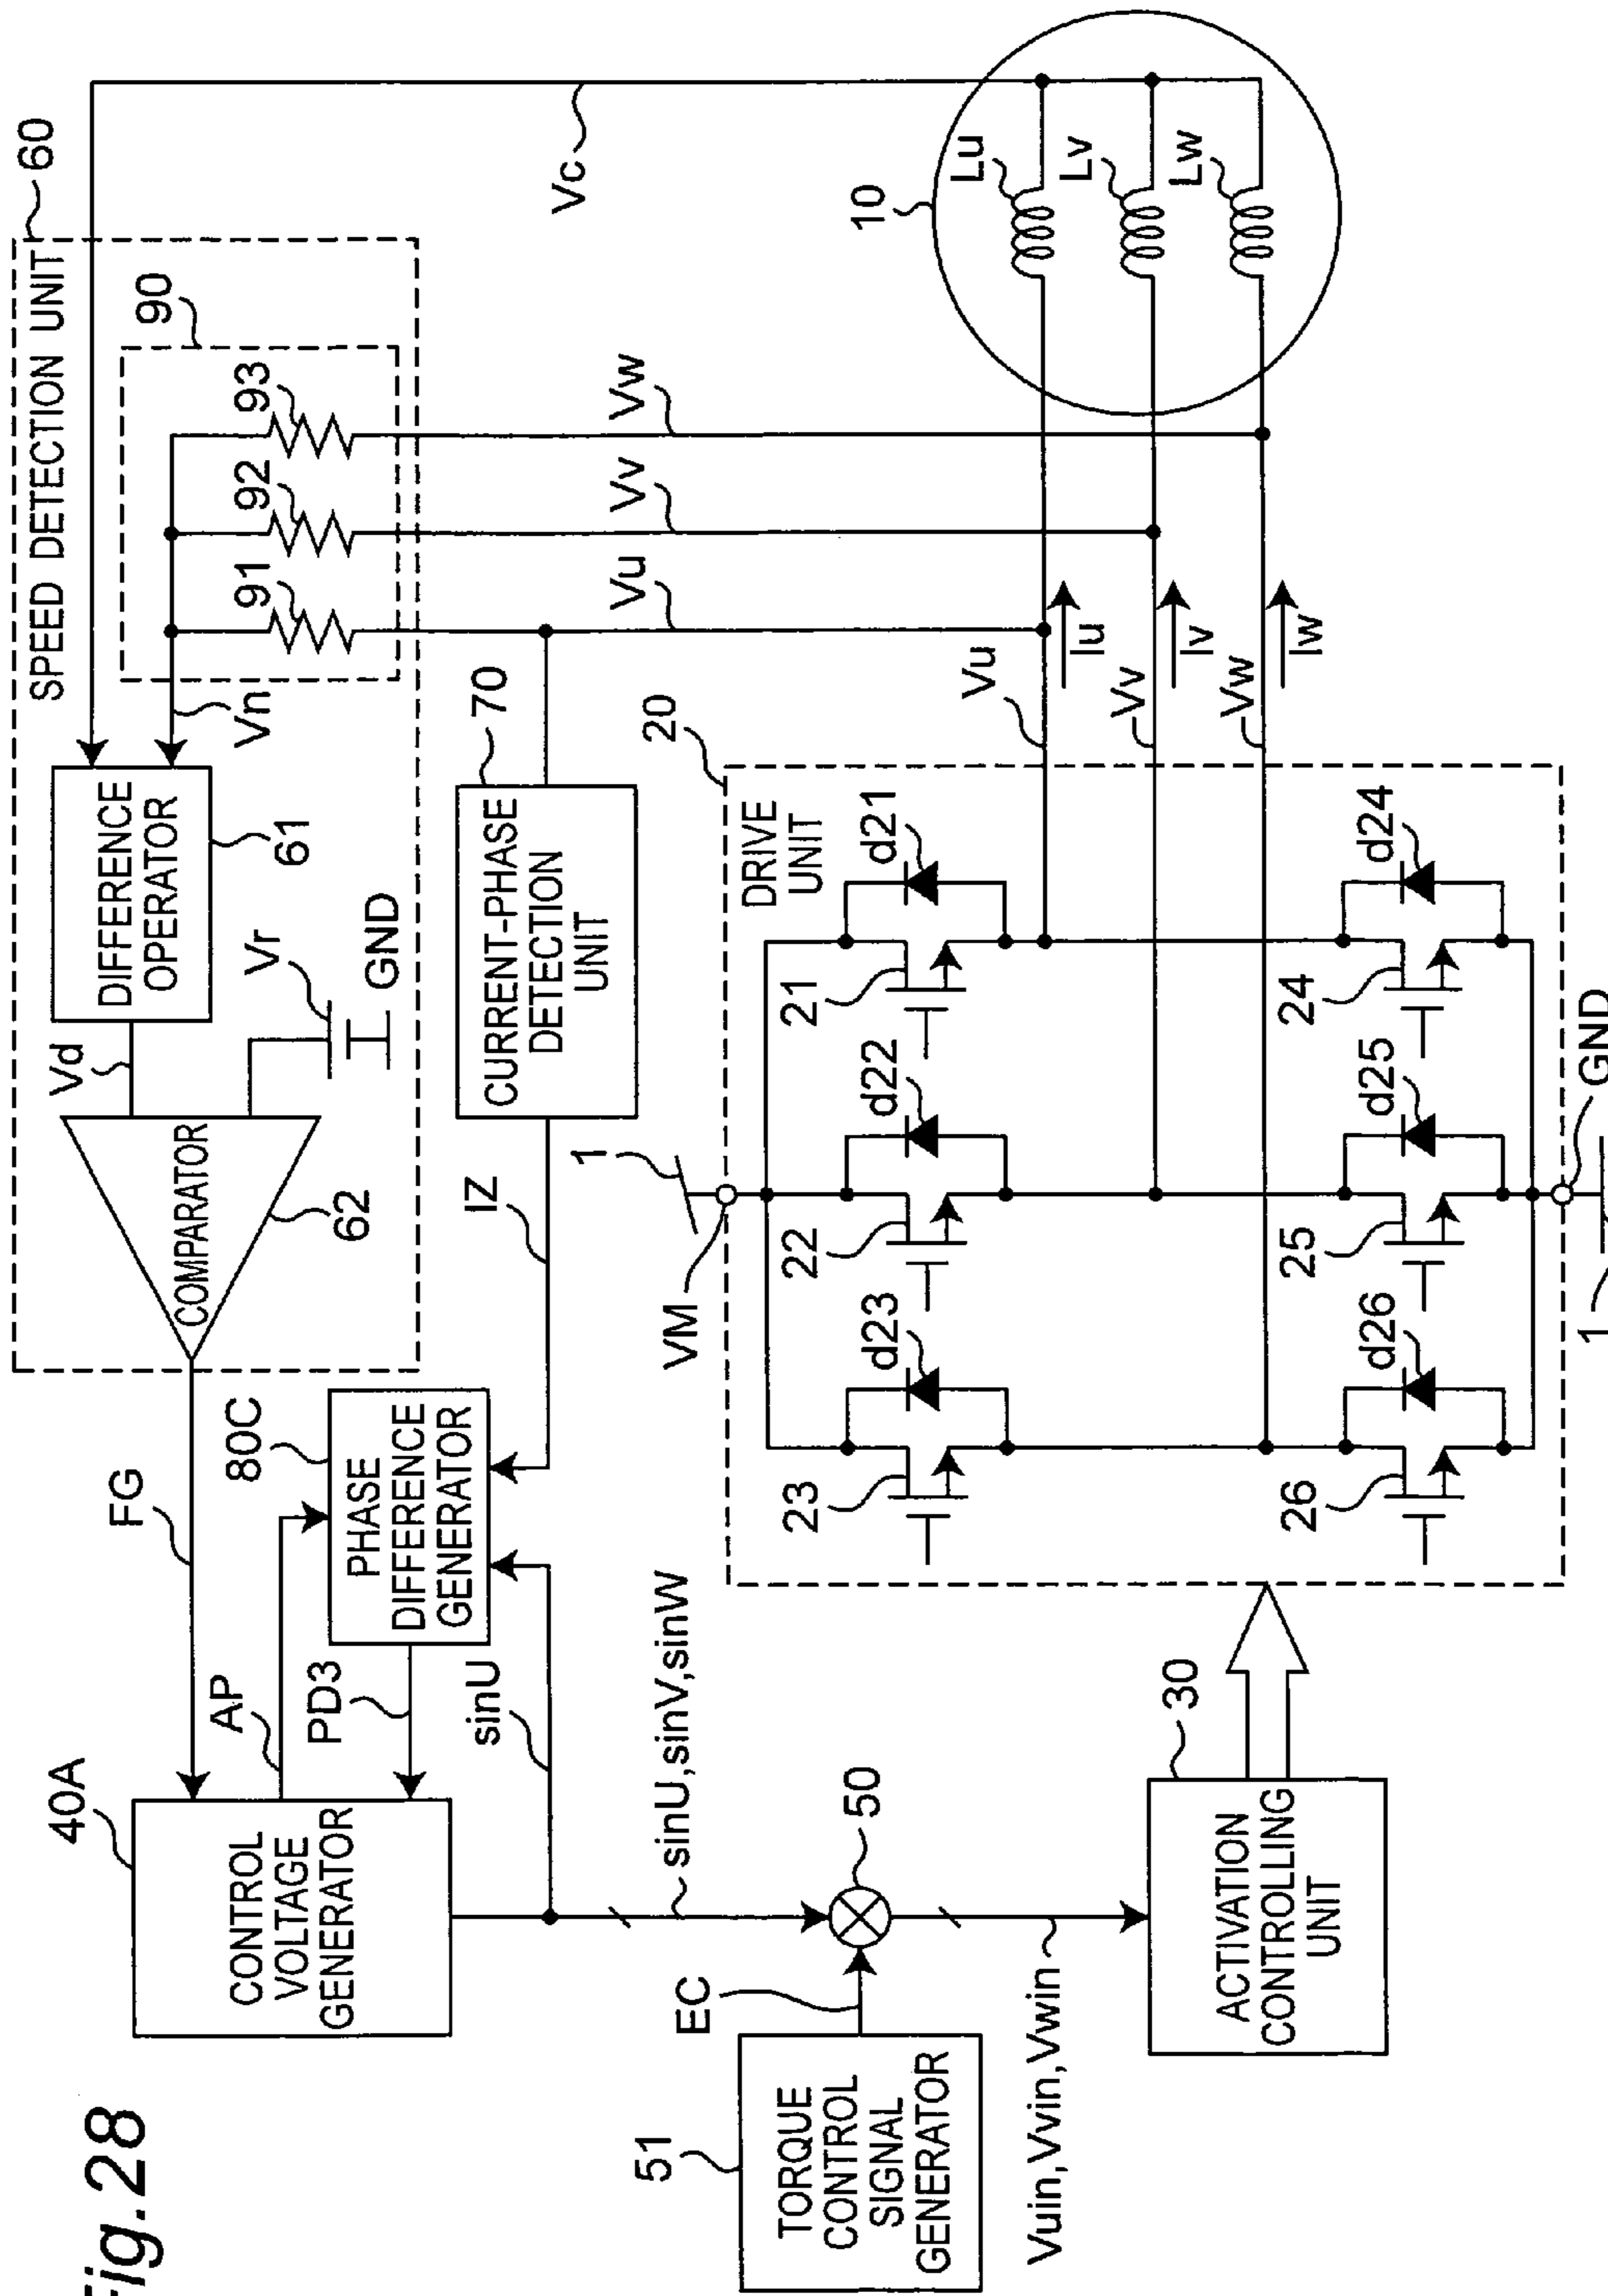 Fig.28
SPEED DETECTION UNIT
60
90
91
92
93
Vn
Vc
DIFFERENCE
OPERATOR
61
Vd
Vr
GND
COMPARATOR
62
FG
40A
CONTROL
VOLTAGE
GENERATOR
AP
PD3
80C
PHASE
DIFFERENCE
GENERATOR
sinU
IZ
70
CURRENT-PHASE
DETECTION
UNIT
Vu
Vv
Vw
10
Lu
Lv
Lw
sinU,sinV,sinW
50
EC
51
TORQUE
CONTROL
SIGNAL
GENERATOR
Vuin,Vvin,Vwin
30
ACTIVATION
CONTROLLING
UNIT
20
DRIVE
UNIT
VM
1
23
d23
22
d22
21
d21
26
d26
25
d25
24
d24
Vu
Vv
Vw
Iu
Iv
Iw
GND
1